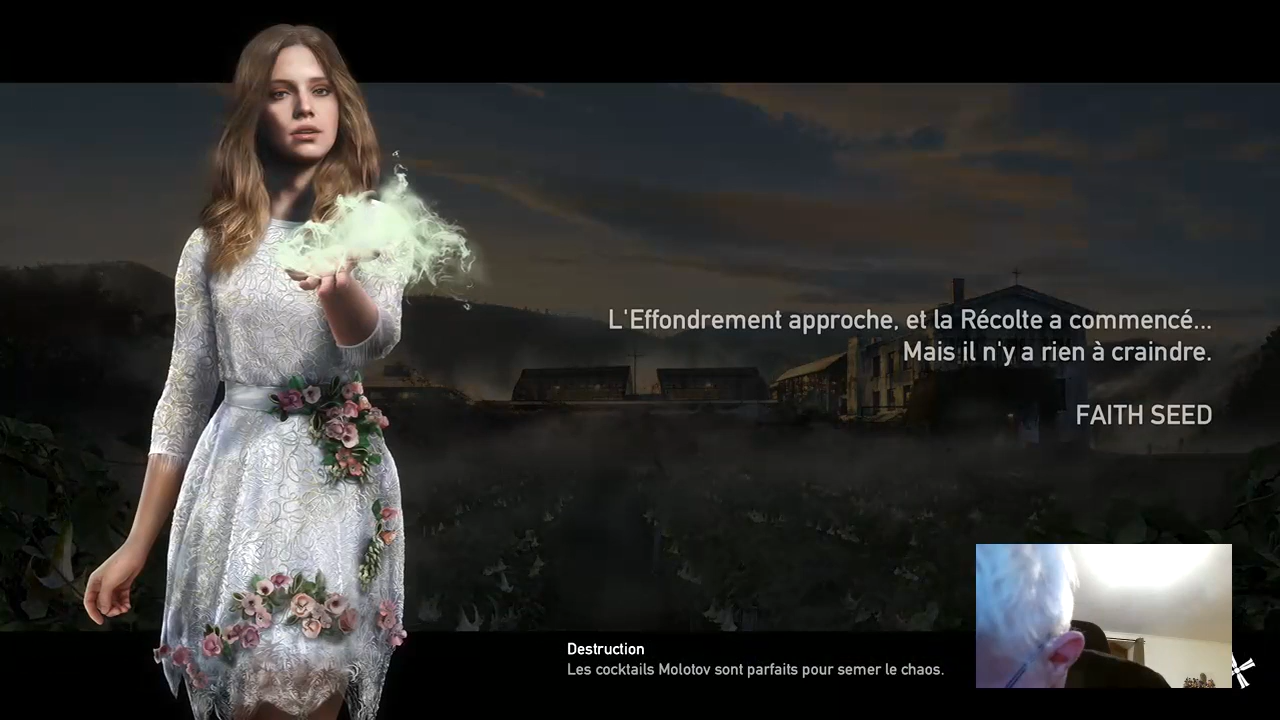 L'Effondrement approche, et la Récolte a commencé...
Mais il n'y a rien à craindre.
FAITH SEED
Destruction
Les cocktails Molotov sont parfaits pour semer le chaos.